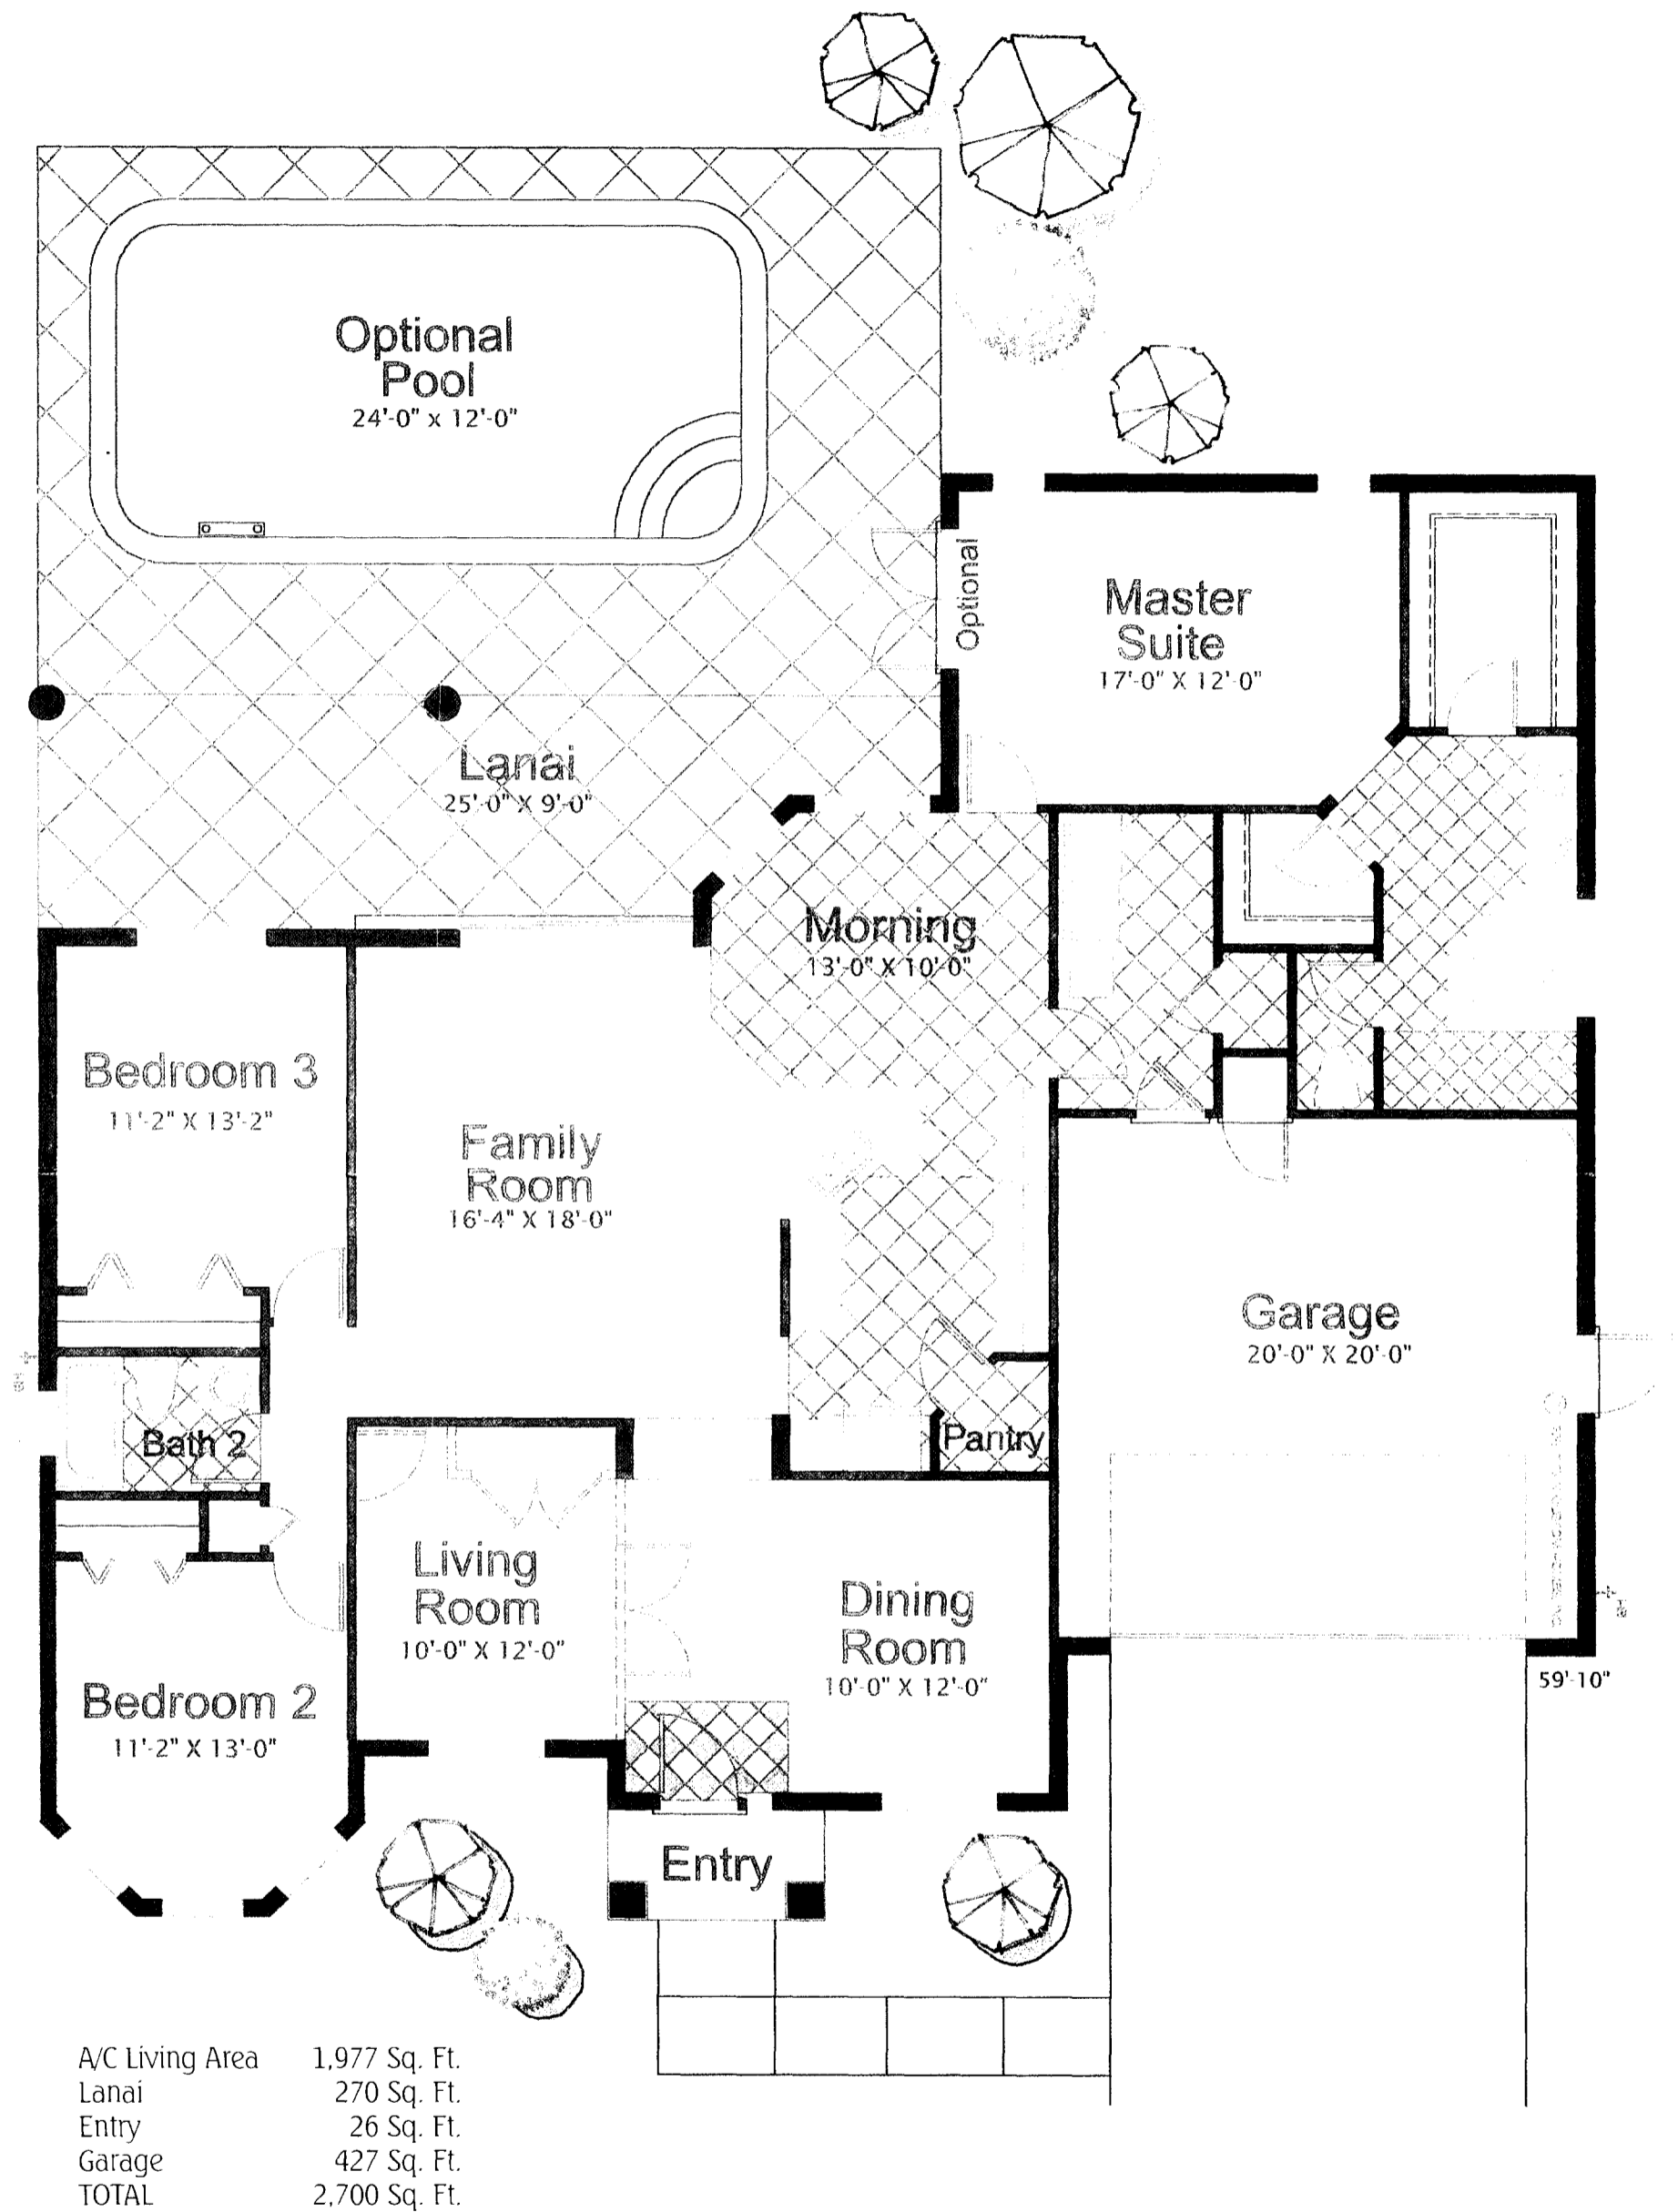 Optional
Pool
24'-0" x 12'-0"
Optional
Master
Suite
17'-0" X 12'-0"
Lanai
25'-0" X 9'-0"
Morning
13'-0" X 10'-0"
Bedroom 3
11'-2" X 13'-2"
Family
Room
16'-4" X 18'-0"
Garage
20'-0" X 20'-0"
Bath 2
Pantry
Living
Room
10'-0" X 12'-0"
Dining
Room
10'-0" X 12'-0"
59'-10"
Bedroom 2
11'-2" X 13'-0"
Entry
A/C Living Area 1,977 Sq. Ft.
Lanai 270 Sq. Ft.
Entry 26 Sq. Ft.
Garage 427 Sq. Ft.
TOTAL 2,700 Sq. Ft.